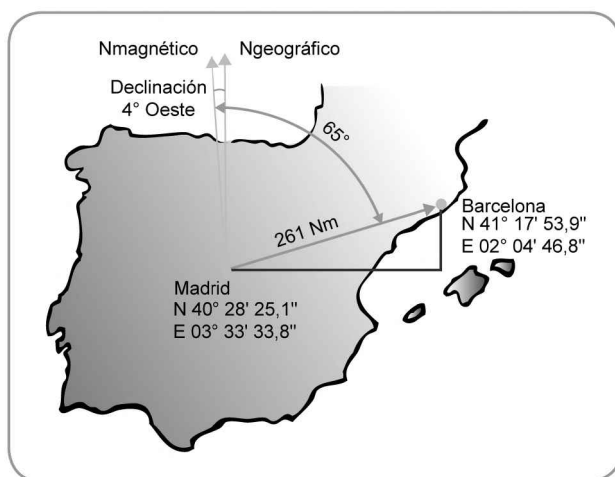 Nmagnético Ngeográfico
Declinación
4° Oeste
65°
261 Nm
Barcelona
N 41° 17' 53,9"
E 02° 04' 46,8"
Madrid
N 40° 28' 25,1"
E 03° 33' 33,8"